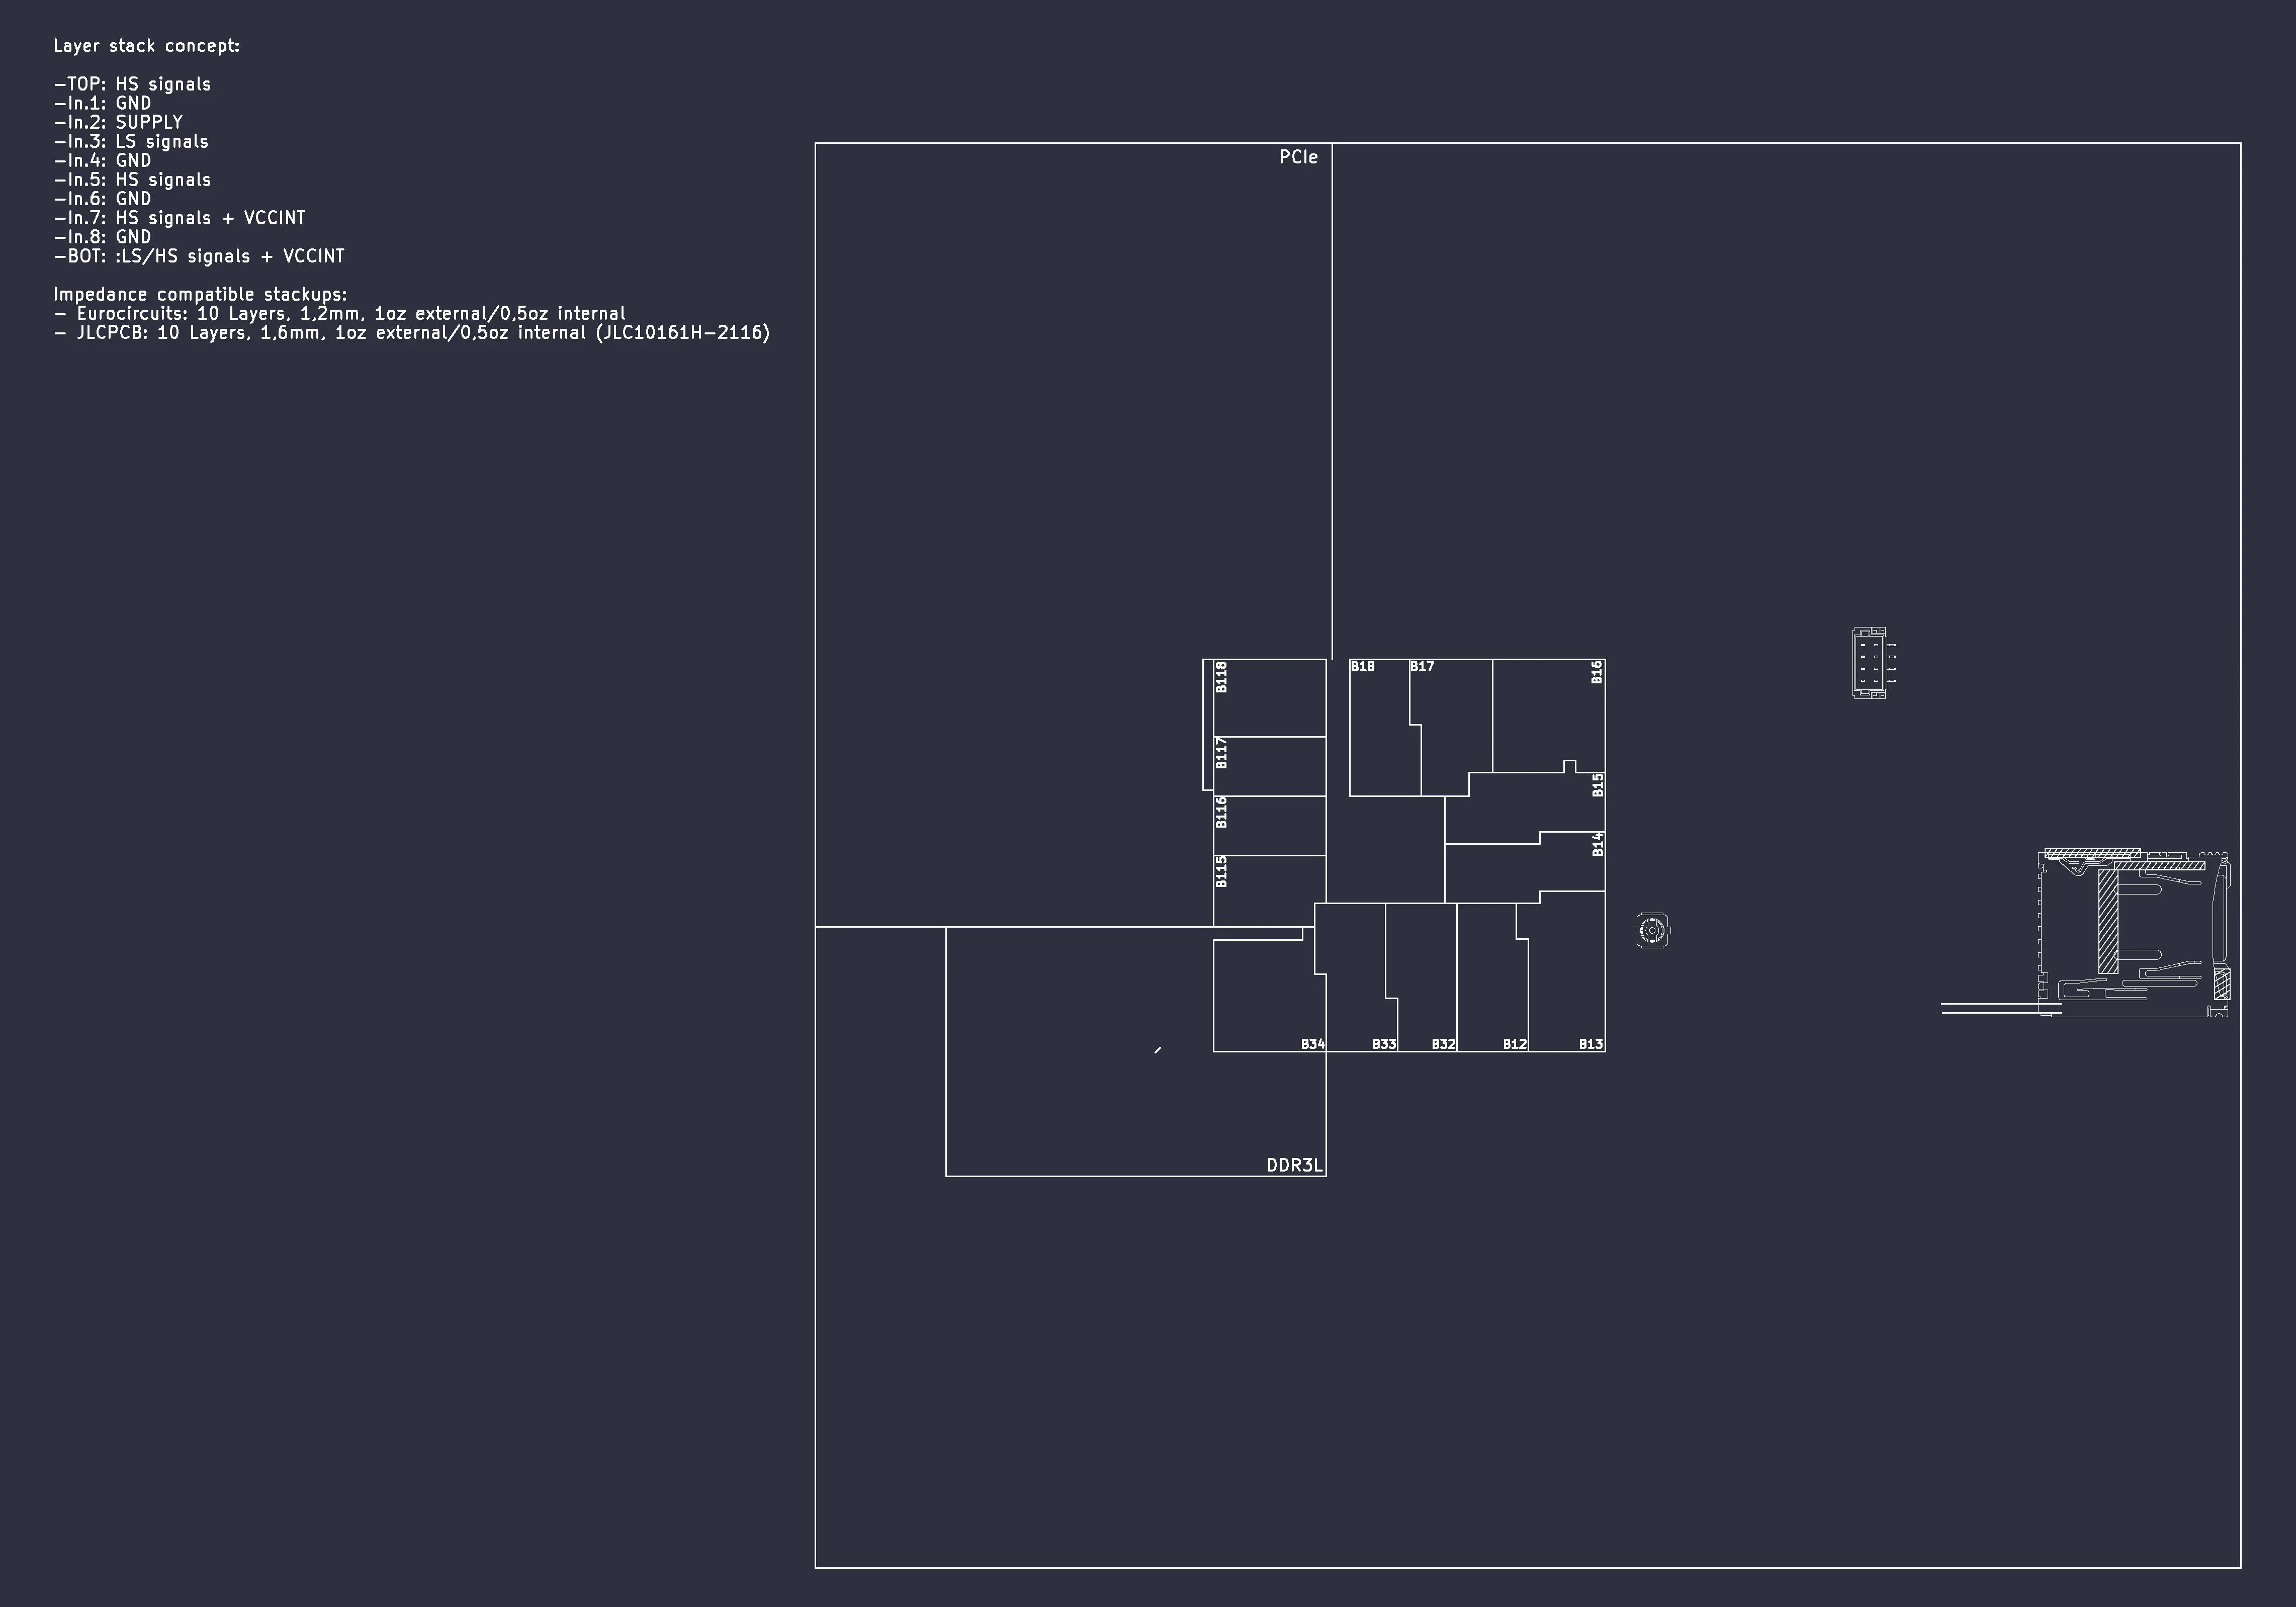 Layer stack concept:
-TOP: HS signals
-In.1: GND
-In.2: SUPPLY
-In.3: LS signals
-In.4: GND
-In.5: HS signals
-In.6: GND
-In.7: HS signals + VCCINT
-In.8: GND
-BOT: :LS/HS signals + VCCINT
Impedance compatible stackups:
- Eurocircuits: 10 Layers, 1,2mm, 1oz external/0,5oz internal
- JLCPCB: 10 Layers, 1,6mm, 1oz external/0,5oz internal (JLC10161H-2116)
PCIe
B118
B18
B17
B16
B117
B15
B116
B14
B115
B34
B33
B32
B12
B13
DDR3L